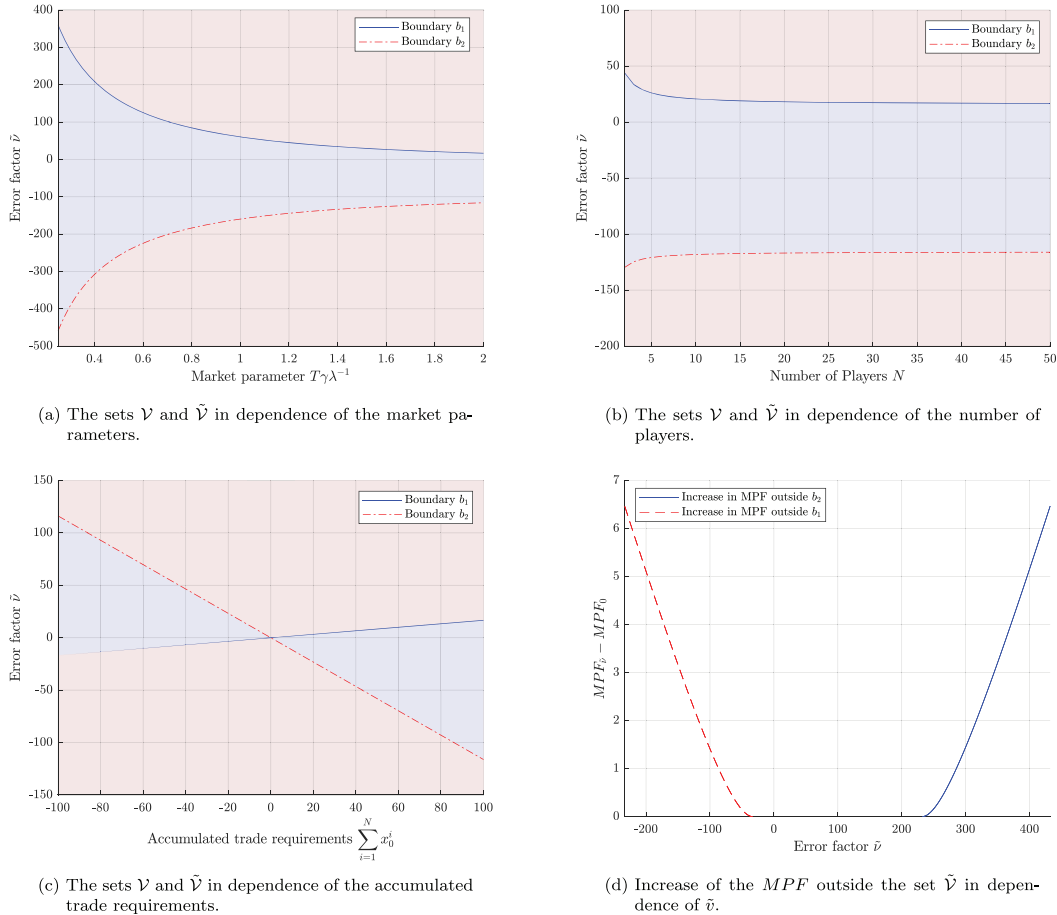 400
300
200
100
0
-100
-200
-300
-400
-500
0.4 0.6 0.8 1 1.2 1.4 1.6 1.8 2
Error factor ν̃
Market parameter Tγλ⁻¹
Boundary b₁
Boundary b₂
(a) The sets 𝒱 and 𝒱̃ in dependence of the market pa-
rameters.
100
50
0
-50
-100
-150
-200
5 10 15 20 25 30 35 40 45 50
Error factor ν̃
Number of Players N
Boundary b₁
Boundary b₂
(b) The sets 𝒱 and 𝒱̃ in dependence of the number of
players.
150
100
50
0
-50
-100
-150
-100 -80 -60 -40 -20 0 20 40 60 80 100
Error factor ν̃
Accumulated trade requirements ∑ᵢ₌₁ᴺ x₀ⁱ
Boundary b₁
Boundary b₂
(c) The sets 𝒱 and 𝒱̃ in dependence of the accumulated
trade requirements.
7
6
5
4
3
2
1
0
-200 -100 0 100 200 300 400
MPF_ν̃ − MPF₀
Error factor ν̃
Increase in MPF outside b₂
Increase in MPF outside b₁
(d) Increase of the MPF outside the set 𝒱̃ in depen-
dence of ṽ.